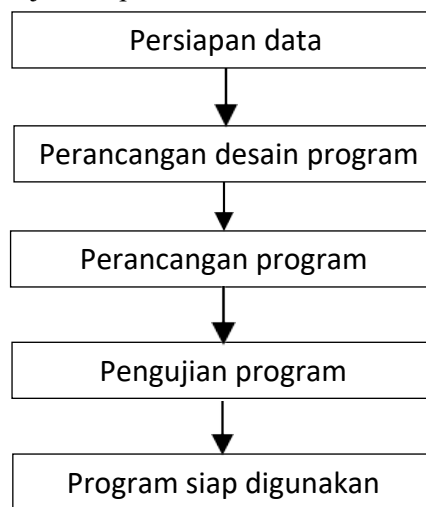 Persiapan data
Perancangan desain program
Perancangan program
Pengujian program
Program siap digunakan